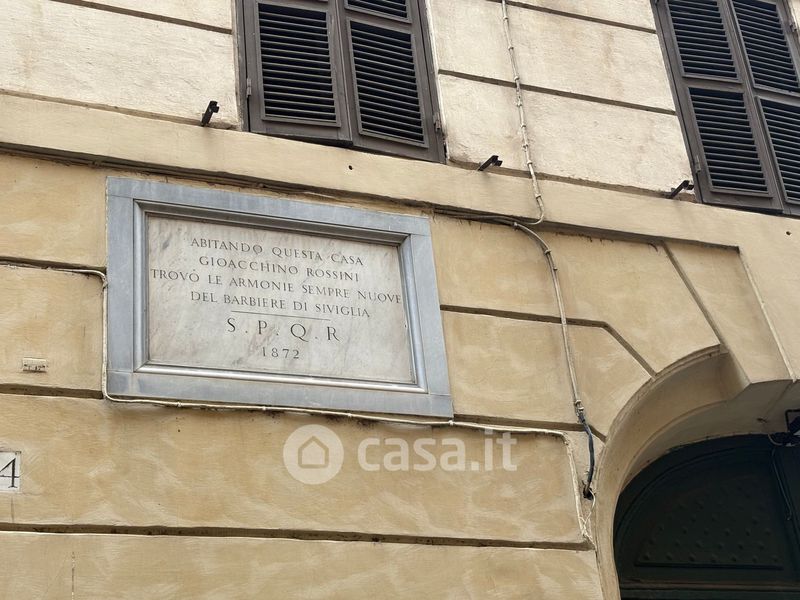 ABITANDO QUESTA CASA
GIOACCHINO ROSSINI
TROVÒ LE ARMONIE SEMPRE NUOVE
DEL BARBIERE DI SIVIGLIA
S. P. Q. R
1872
4
casa.it